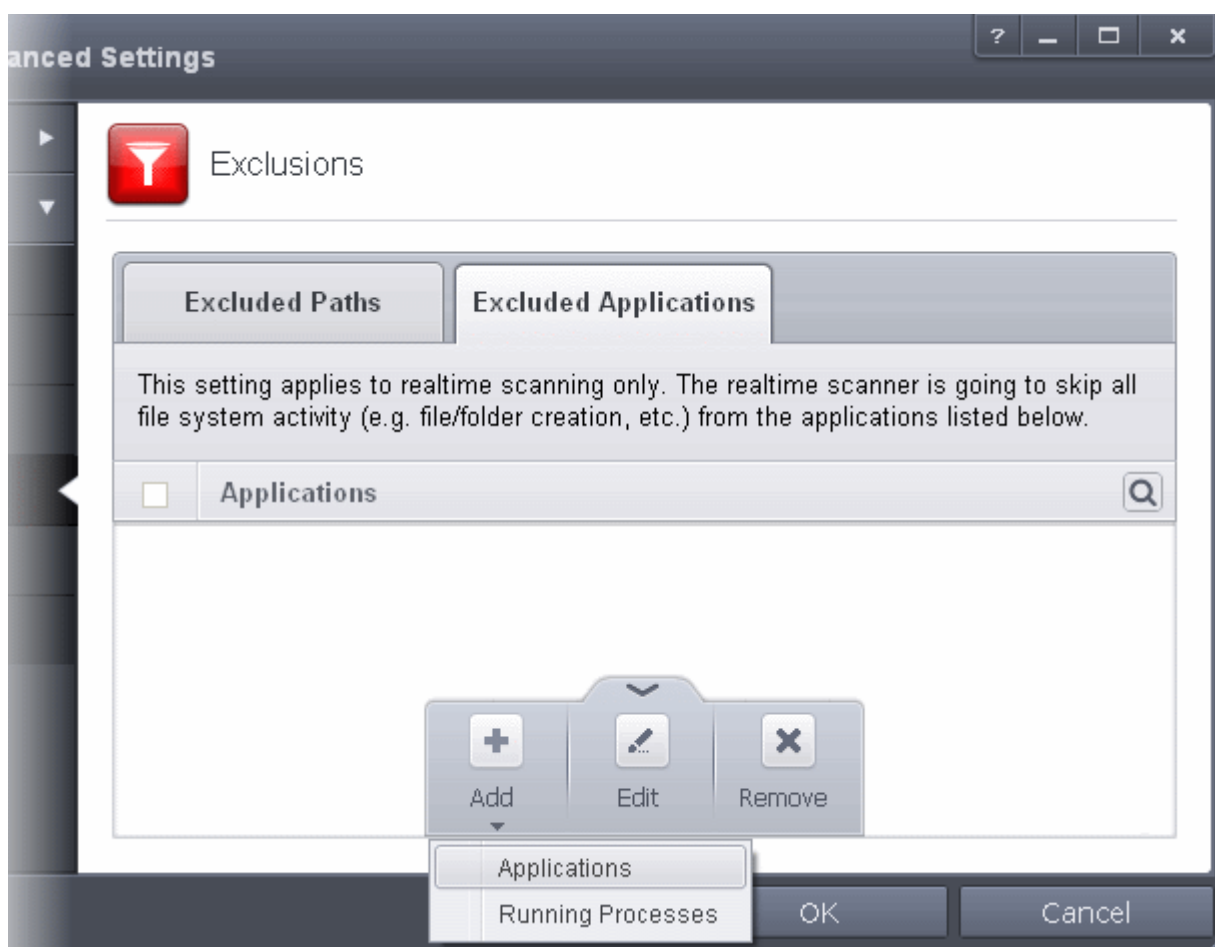 anced Settings
?
Exclusions
Excluded Paths
Excluded Applications
This setting applies to realtime scanning only. The realtime scanner is going to skip all
file system activity (e.g. file/folder creation, etc.) from the applications listed below.
Applications
Add
Edit
Remove
Applications
Running Processes
OK
Cancel